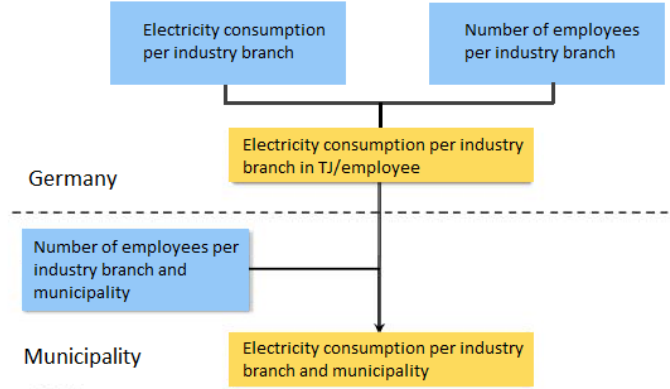 Electricity consumption
per industry branch
Number of employees
per industry branch
Electricity consumption per industry
branch in TJ/employee
Germany
Number of employees per
industry branch and
municipality
Municipality
Electricity consumption per industry
branch and municipality